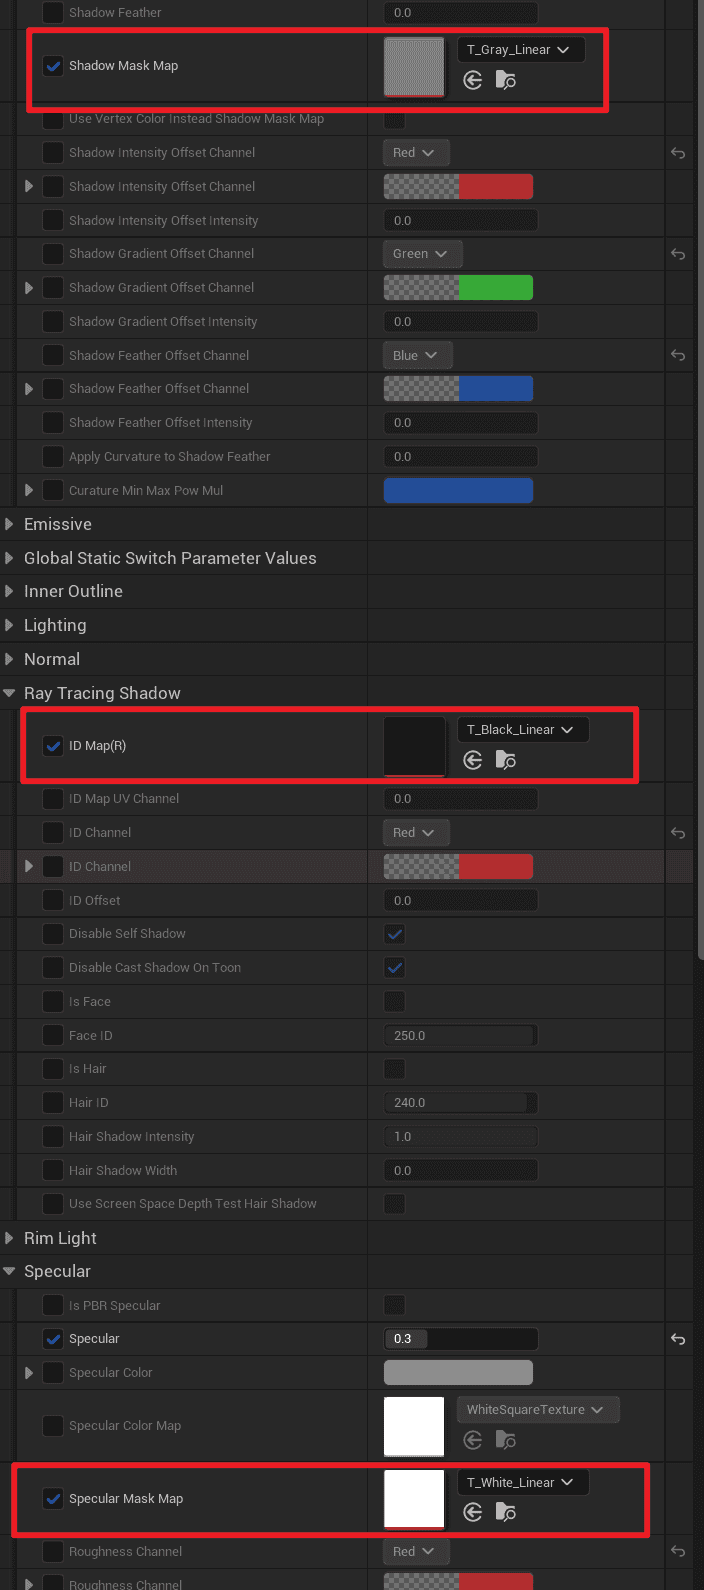 Shadow Feather 0.0
Shadow Mask Map T_Gray_Linear
Use Vertex Color Instead Shadow Mask Map
Shadow Intensity Offset Channel Red
Shadow Intensity Offset Channel
Shadow Intensity Offset Intensity 0.0
Shadow Gradient Offset Channel Green
Shadow Gradient Offset Channel
Shadow Gradient Offset Intensity 0.0
Shadow Feather Offset Channel Blue
Shadow Feather Offset Channel
Shadow Feather Offset Intensity 0.0
Apply Curvature to Shadow Feather 0.0
Curature Min Max Pow Mul
Emissive
Global Static Switch Parameter Values
Inner Outline
Lighting
Normal
Ray Tracing Shadow
ID Map(R) T_Black_Linear
ID Map UV Channel 0.0
ID Channel Red
ID Channel
ID Offset 0.0
Disable Self Shadow
Disable Cast Shadow On Toon
Is Face
Face ID 250.0
Is Hair
Hair ID 240.0
Hair Shadow Intensity 1.0
Hair Shadow Width 0.0
Use Screen Space Depth Test Hair Shadow
Rim Light
Specular
Is PBR Specular
Specular 0.3
Specular Color
Specular Color Map WhiteSquareTexture
Specular Mask Map T_White_Linear
Roughness Channel Red
Roughness Channel